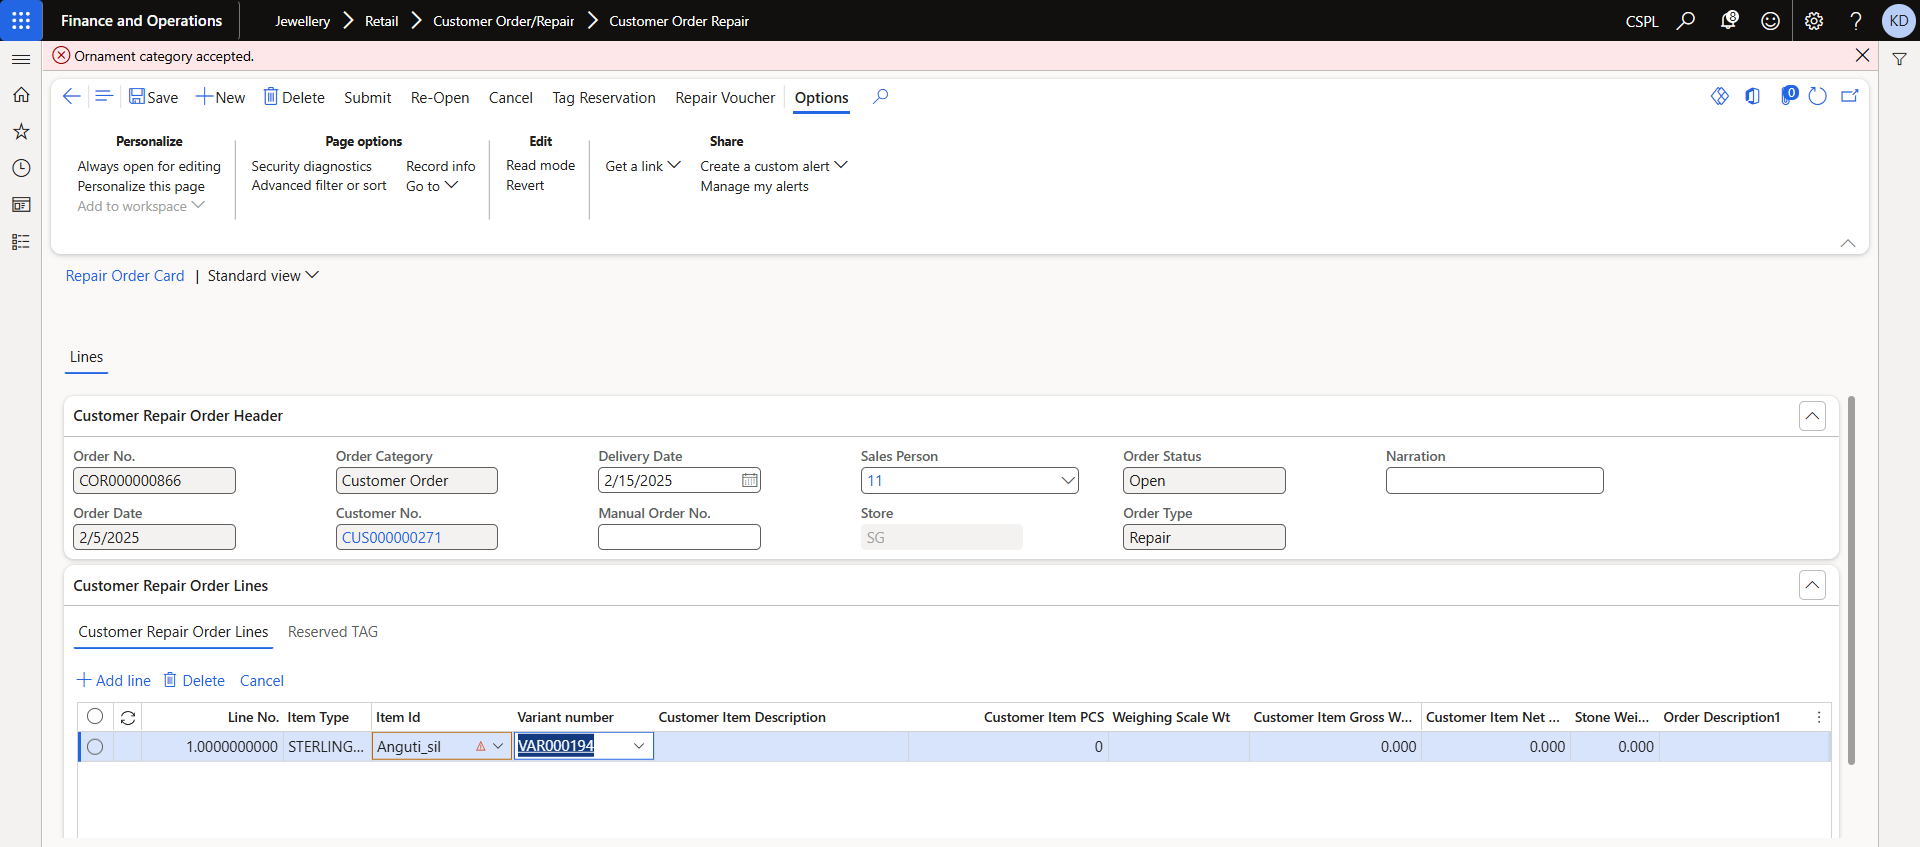 Finance and Operations
Jewellery
Retail
Customer Order/Repair
Customer Order Repair
CSPL
8
KD
Ornament category accepted.
Save
New
Delete
Submit
Re-Open
Cancel
Tag Reservation
Repair Voucher
Options
0
Personalize
Always open for editing
Personalize this page
Add to workspace
Page options
Security diagnostics
Advanced filter or sort
Record info
Go to
Edit
Read mode
Revert
Share
Get a link
Create a custom alert
Manage my alerts
Repair Order Card | Standard view
Lines
Customer Repair Order Header
Order No.
COR000000866
Order Category
Customer Order
Delivery Date
2/15/2025
Sales Person
11
Order Status
Open
Narration
Order Date
2/5/2025
Customer No.
CUS000000271
Manual Order No.
Store
SG
Order Type
Repair
Customer Repair Order Lines
Customer Repair Order Lines
Reserved TAG
Add line
Delete
Cancel
Line No. Item Type Item Id Variant number Customer Item Description Customer Item PCS Weighing Scale Wt Customer Item Gross W... Customer Item Net ... Stone Wei... Order Description1
1.0000000000 STERLING... Anguti_sil VAR000194 0 0.000 0.000 0.000